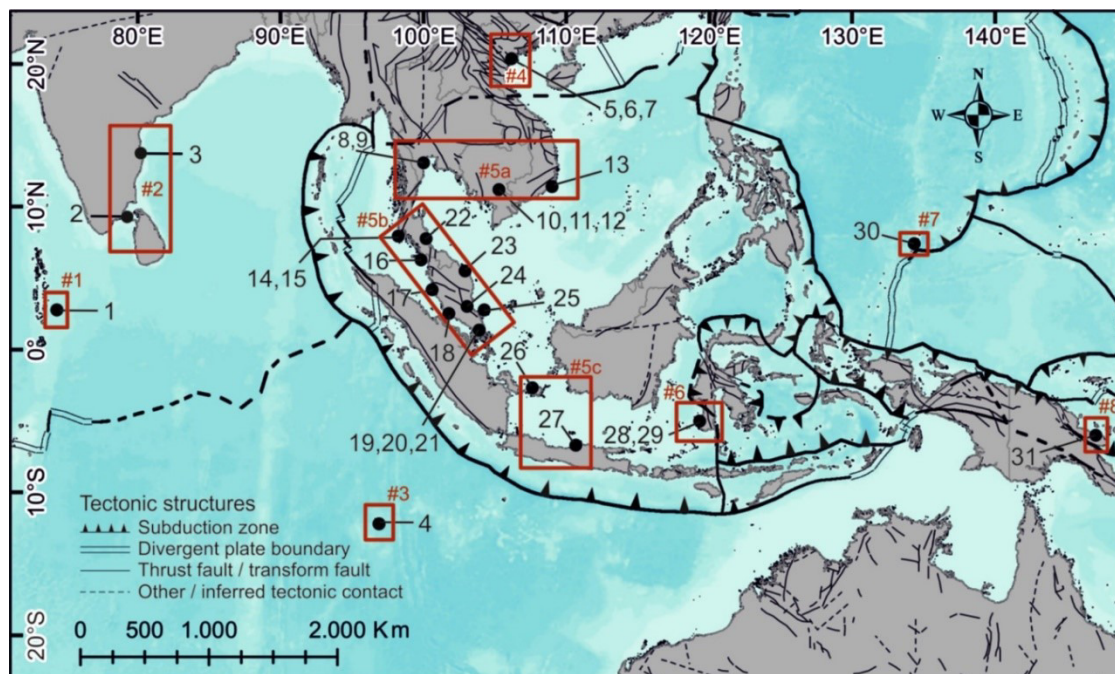 80°E 90°E 100°E 110°E 120°E 130°E 140°E
20°N
#4
N
W E
S
5,6,7
3
8,9
#5a
13
#2
10°N
2
#5b
22
10,11,12
#7
30
23
16
14,15
24
#1
1
17
25
0°
18
26
#5c
#6
#8
19,20,21
27
28,29
31
10°S
#3
4
Tectonic structures
Subduction zone
Divergent plate boundary
Thrust fault / transform fault
Other / inferred tectonic contact
20°S
0 500 1.000 2.000 Km